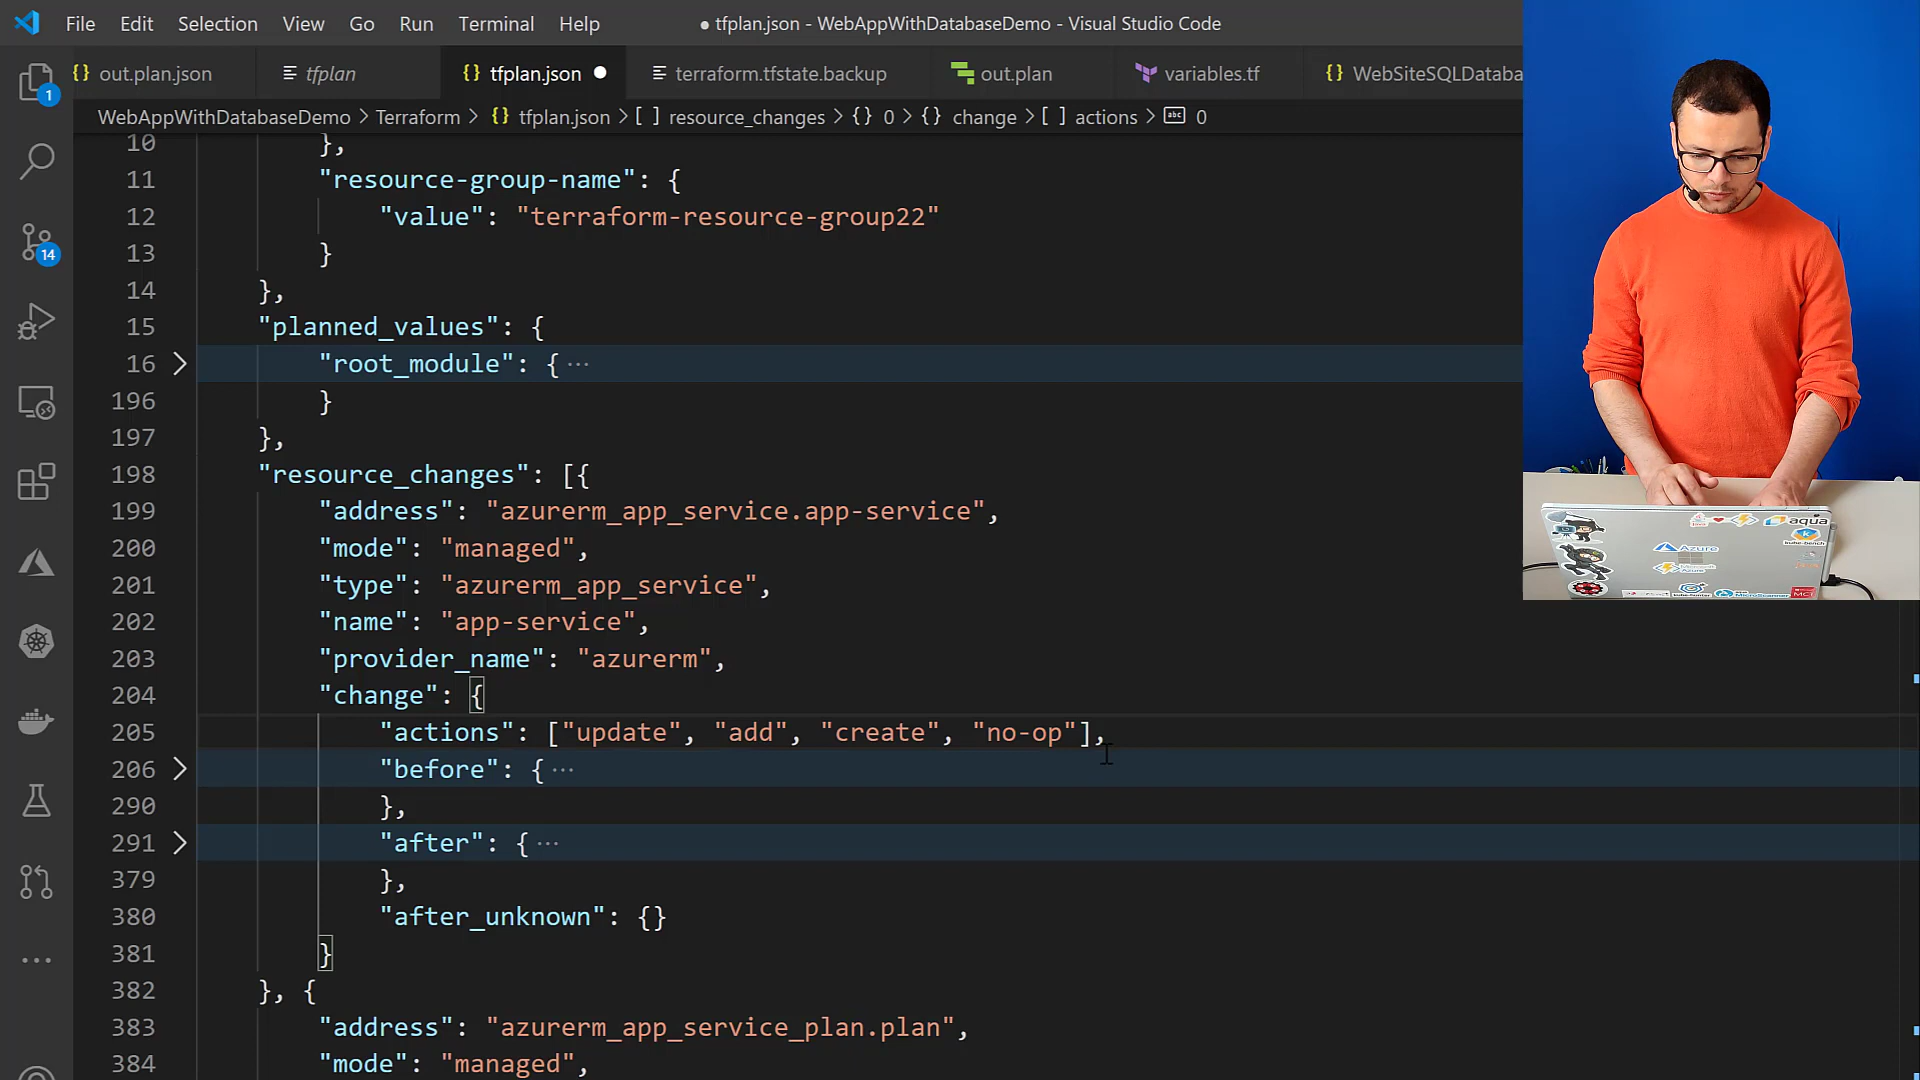 File Edit Selection View Go Run Terminal Help ● tfplan.json - WebAppWithDatabaseDemo - Visual Studio Code
{} out.plan.json tfplan {} tfplan.json ● terraform.tfstate.backup out.plan variables.tf {} WebSiteSQLDataba
WebAppWithDatabaseDemo > Terraform > {} tfplan.json > [ ] resource_changes > {} 0 > {} change > [ ] actions > abc 0
1
14
10 },
11 "resource-group-name": {
12 "value": "terraform-resource-group22"
13 }
14 },
15 "planned_values": {
16 "root_module": { ···
196 }
197 },
198 "resource_changes": [{
199 "address": "azurerm_app_service.app-service",
200 "mode": "managed",
201 "type": "azurerm_app_service",
202 "name": "app-service",
203 "provider_name": "azurerm",
204 "change": {
205 "actions": ["update", "add", "create", "no-op"],
206 "before": { ···
290 },
291 "after": { ···
379 },
380 "after_unknown": {}
381 }
382 }, {
383 "address": "azurerm_app_service_plan.plan",
384 "mode": "managed",
aqua
Azure
MicroScanner
MCT